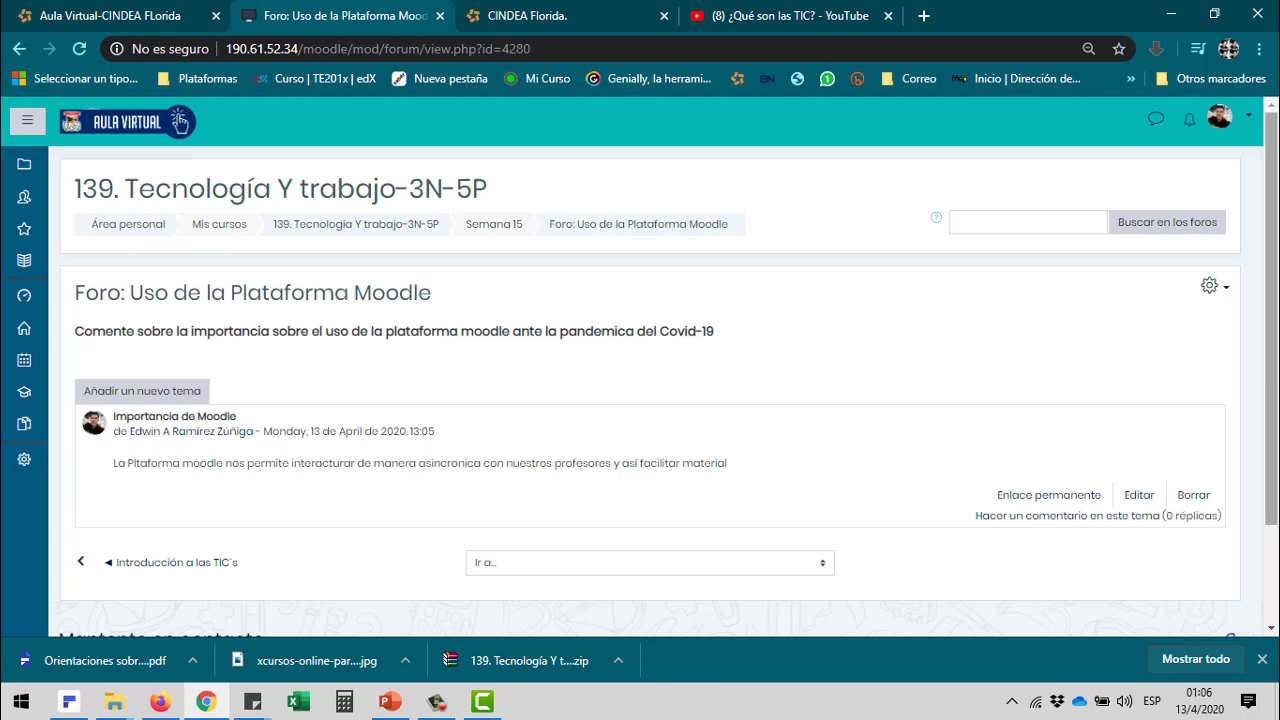 Aula Virtual-CINDEA FLorida
Foro: Uso de la Plataforma Mood
CINDEA Florida.
(8) ¿Qué son las TIC? - YouTube
No es seguro
190.61.52.34/moodle/mod/forum/view.php?id=4280
Seleccionar un tipo...
Plataformas
Curso | TE201x | edX
Nueva pestaña
Mi Curso
Genially, la herrami...
BN
Correo
Inicio | Dirección de...
»
Otros marcadores
AULA VIRTUAL
139. Tecnología Y trabajo-3N-5P
Área personal
Mis cursos
139. Tecnología Y trabajo-3N-5P
Semana 15
Foro: Uso de la Plataforma Moodle
Buscar en los foros
Foro: Uso de la Plataforma Moodle
Comente sobre la importancia sobre el uso de la plataforma moodle ante la pandemica del Covid-19
Añadir un nuevo tema
Importancia de Moodle
de Edwin A Ramírez Zúñiga - Monday, 13 de April de 2020, 13:05
La Pltaforma moodle nos permite interacturar de manera asincronica con nuestros profesores y así facilitar material
Enlace permanente
Editar
Borrar
Hacer un comentario en este tema (0 réplicas)
◄ Introducción a las TIC's
Ir a...
Mantente en contacto
Orientaciones sobr....pdf
xcursos-online-par....jpg
139. Tecnología Y t....zip
Mostrar todo
ESP
01:06
13/4/2020